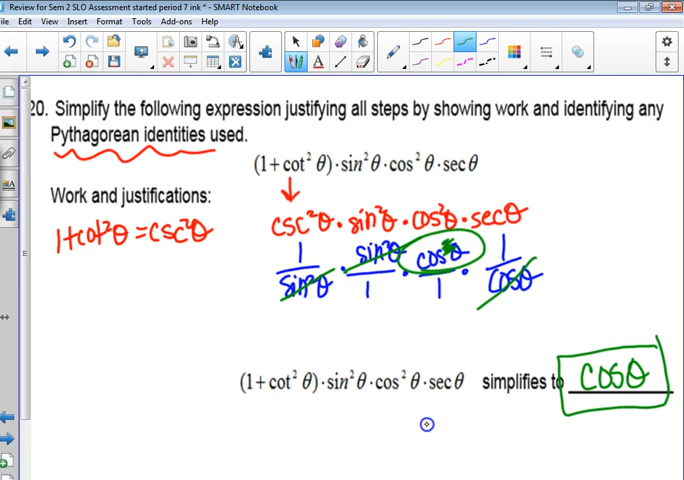 Review for Sem 2 SLO Assessment started period 7 ink * - SMART Notebook
File Edit View Insert Format Tools Add-ons Help
20. Simplify the following expression justifying all steps by showing work and identifying any
Pythagorean identities used.
(1+cot² θ)·sin² θ·cos² θ·sec θ
Work and justifications:
1+cot²θ=csc²θ
csc²θ·sin²θ·cos²θ·secθ
1/sin²θ · sin²θ/1 · cos²θ/1 · 1/cosθ
(1+cot² θ)·sin² θ·cos² θ·sec θ simplifies to cosθ